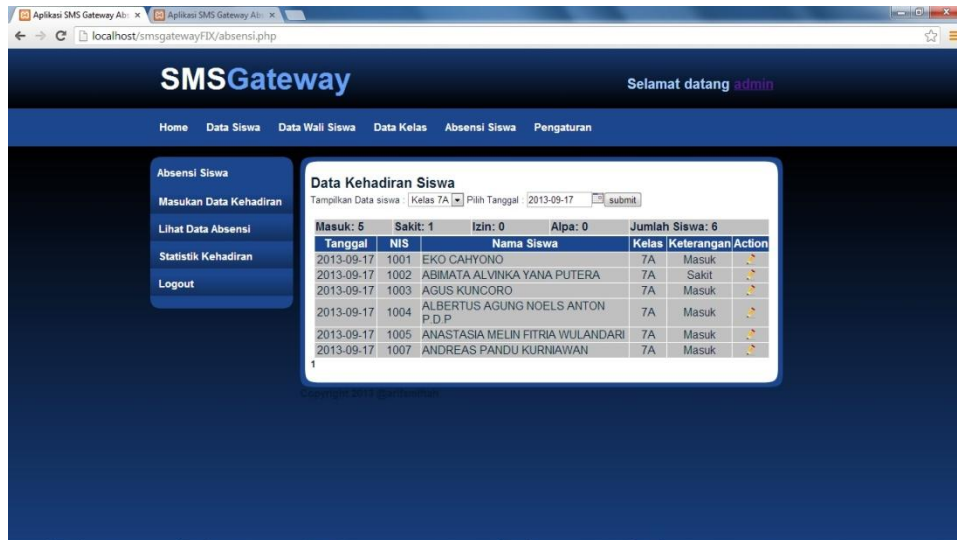 Aplikasi SMS Gateway Abs × Aplikasi SMS Gateway Abs ×
localhost/smsgatewayFIX/absensi.php
SMSGateway
Selamat datang admin
Home Data Siswa Data Wali Siswa Data Kelas Absensi Siswa Pengaturan
Absensi Siswa
Masukan Data Kehadiran
Lihat Data Absensi
Statistik Kehadiran
Logout
Data Kehadiran Siswa
Tampilkan Data siswa : Kelas 7A Pilih Tanggal : 2013-09-17 submit
Masuk: 5 Sakit: 1 Izin: 0 Alpa: 0 Jumlah Siswa: 6
Tanggal NIS Nama Siswa Kelas Keterangan Action
2013-09-17 1001 EKO CAHYONO 7A Masuk
2013-09-17 1002 ABIMATA ALVINKA YANA PUTERA 7A Sakit
2013-09-17 1003 AGUS KUNCORO 7A Masuk
2013-09-17 1004 ALBERTUS AGUNG NOELS ANTON
P.D.P 7A Masuk
2013-09-17 1005 ANASTASIA MELIN FITRIA WULANDARI 7A Masuk
2013-09-17 1007 ANDREAS PANDU KURNIAWAN 7A Masuk
1
Copyright 2013